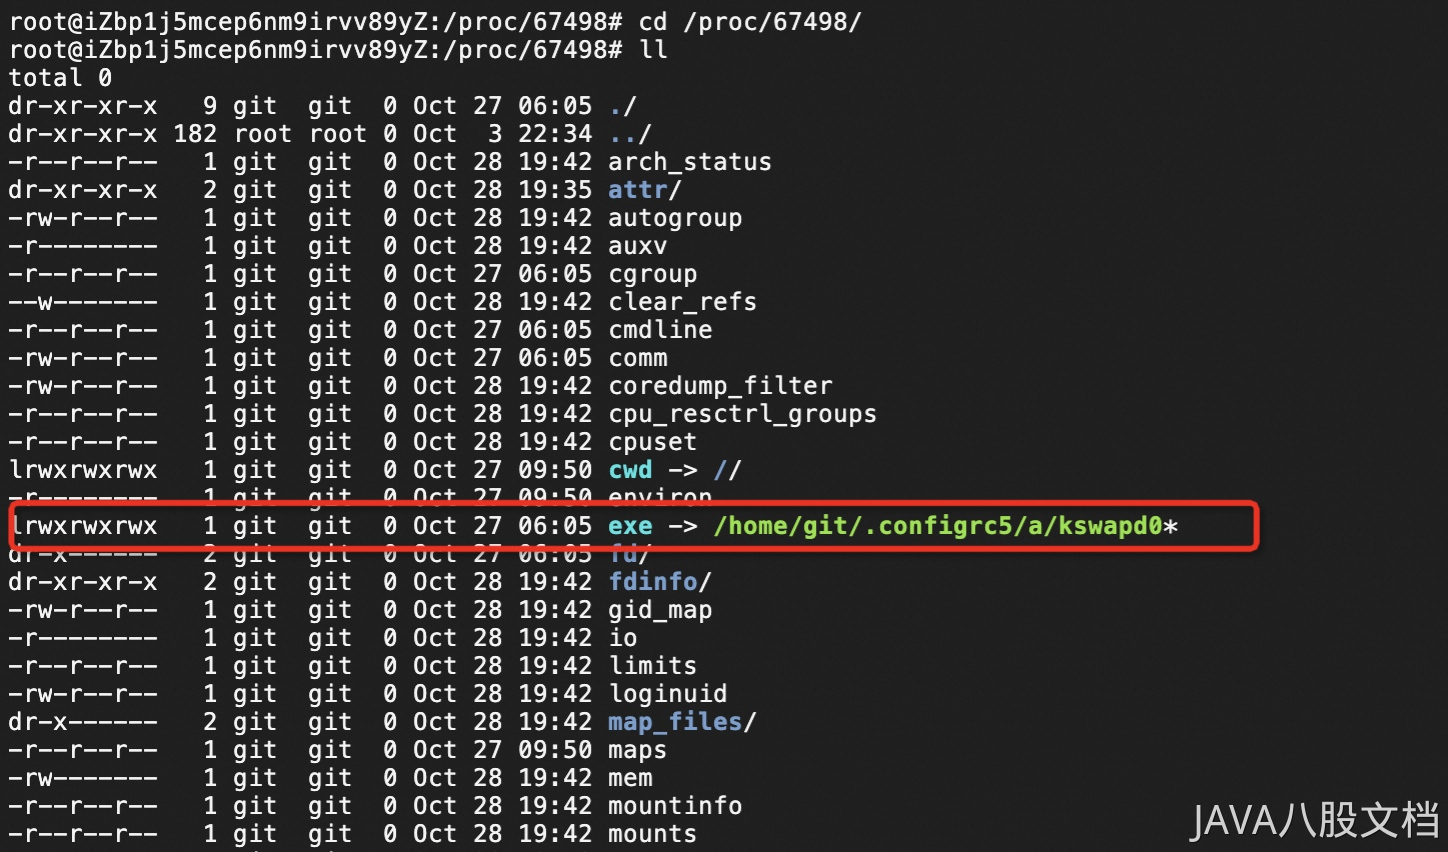 root@iZbp1j5mcep6nm9irvv89yZ:/proc/67498# cd /proc/67498/
root@iZbp1j5mcep6nm9irvv89yZ:/proc/67498# ll
total 0
dr-xr-xr-x   9 git  git  0 Oct 27 06:05 ./
dr-xr-xr-x 182 root root 0 Oct  3 22:34 ../
-r--r--r--   1 git  git  0 Oct 28 19:42 arch_status
dr-xr-xr-x   2 git  git  0 Oct 28 19:35 attr/
-rw-r--r--   1 git  git  0 Oct 28 19:42 autogroup
-r--------   1 git  git  0 Oct 28 19:42 auxv
-r--r--r--   1 git  git  0 Oct 27 06:05 cgroup
--w-------   1 git  git  0 Oct 28 19:42 clear_refs
-r--r--r--   1 git  git  0 Oct 27 06:05 cmdline
-rw-r--r--   1 git  git  0 Oct 27 06:05 comm
-rw-r--r--   1 git  git  0 Oct 28 19:42 coredump_filter
-r--r--r--   1 git  git  0 Oct 28 19:42 cpu_resctrl_groups
-r--r--r--   1 git  git  0 Oct 28 19:42 cpuset
lrwxrwxrwx   1 git  git  0 Oct 27 09:50 cwd -> //
-r--------   1 git  git  0 Oct 27 09:50 environ
lrwxrwxrwx   1 git  git  0 Oct 27 06:05 exe -> /home/git/.configrc5/a/kswapd0*
dr-x------   2 git  git  0 Oct 27 06:05 fd/
dr-xr-xr-x   2 git  git  0 Oct 28 19:42 fdinfo/
-rw-r--r--   1 git  git  0 Oct 28 19:42 gid_map
-r--------   1 git  git  0 Oct 28 19:42 io
-r--r--r--   1 git  git  0 Oct 28 19:42 limits
-rw-r--r--   1 git  git  0 Oct 28 19:42 loginuid
dr-x------   2 git  git  0 Oct 28 19:42 map_files/
-r--r--r--   1 git  git  0 Oct 27 09:50 maps
-rw-------   1 git  git  0 Oct 28 19:42 mem
-r--r--r--   1 git  git  0 Oct 28 19:42 mountinfo
-r--r--r--   1 git  git  0 Oct 28 19:42 mounts
JAVA八股文档